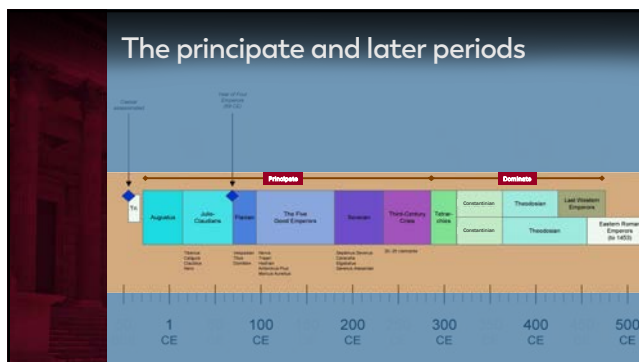 The principate and later periods
Caesar
assassinated
Year of Four
Emperors
(69 CE)
Principate
Dominate
Augustus
Julio-
Claudians
Flavian
The Five
Good Emperors
Severan
Third-Century
Crisis
Tetrar-
chies
Constantinian
Constantinian
Theodosian
Theodosian
Last Western
Emperors
Eastern Roman
Emperors
(to 1453)
Tiberius
Caligula
Claudius
Nero
Vespasian
Titus
Domitian
Nerva
Trajan
Hadrian
Antoninus Pius
Marcus Aurelius
Septimius Severus
Caracalla
Elagabalus
Severus Alexander
1
CE
100
CE
200
CE
300
CE
400
CE
500
CE